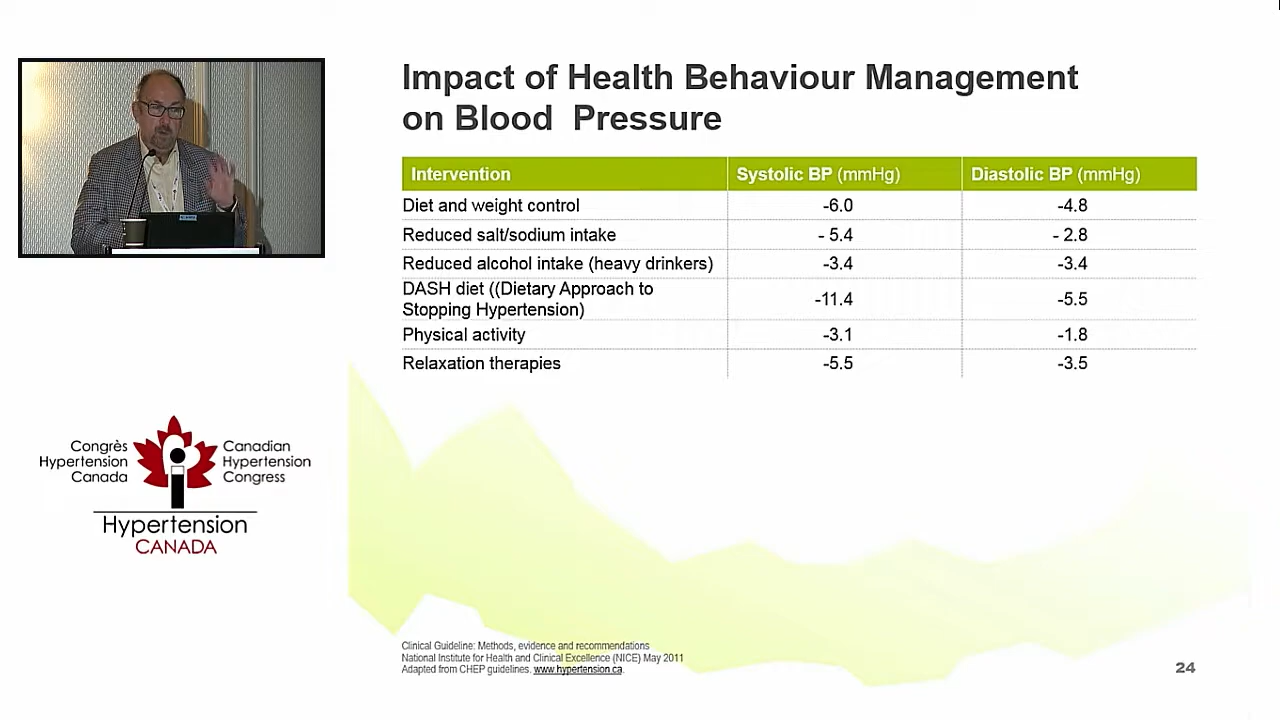 Impact of Health Behaviour Management
on Blood Pressure
Intervention Systolic BP (mmHg) Diastolic BP (mmHg)
Diet and weight control -6.0 -4.8
Reduced salt/sodium intake - 5.4 - 2.8
Reduced alcohol intake (heavy drinkers) -3.4 -3.4
DASH diet ((Dietary Approach to
Stopping Hypertension) -11.4 -5.5
Physical activity -3.1 -1.8
Relaxation therapies -5.5 -3.5
Congrès
Hypertension
Canada
Canadian
Hypertension
Congress
Hypertension
CANADA
Clinical Guideline: Methods, evidence and recommendations
National Institute for Health and Clinical Excellence (NICE) May 2011
Adapted from CHEP guidelines. www.hypertension.ca.
24